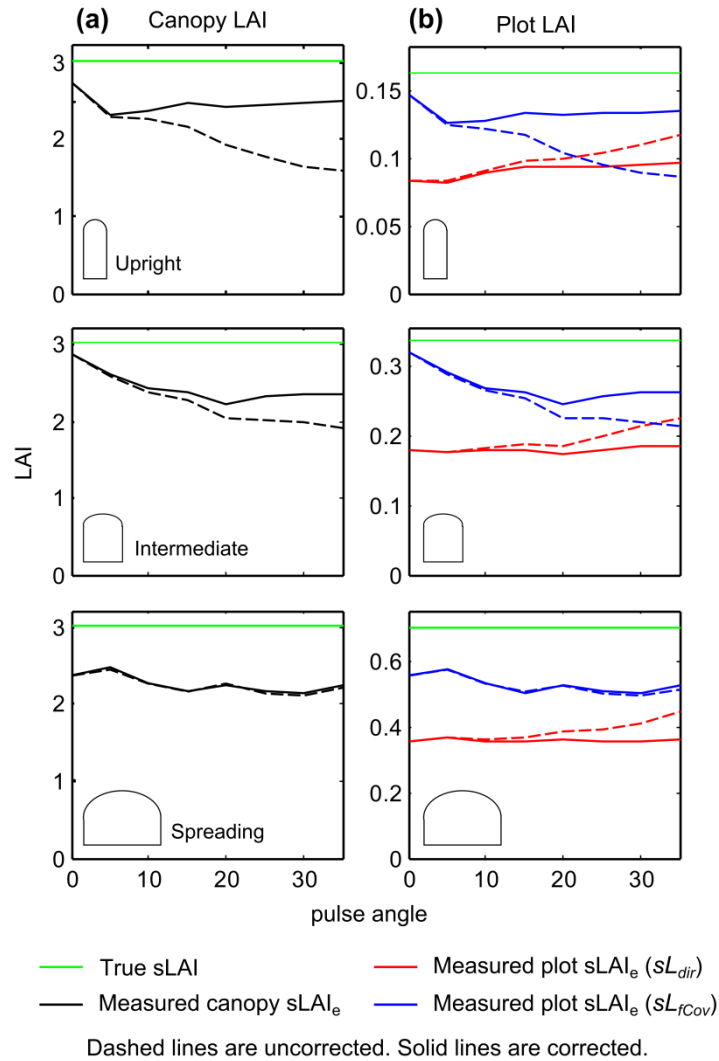 (a) Canopy LAI
(b) Plot LAI
3
2
1
0
Upright
0.15
0.1
0.05
0
3
2
1
0
Intermediate
0.3
0.2
0.1
0
LAI
3
2
1
0
Spreading
0.6
0.4
0.2
0
0 10 20 30
0 10 20 30
pulse angle
True sLAI
Measured canopy sLAIₑ
Measured plot sLAIₑ (sL_dir)
Measured plot sLAIₑ (sL_fCov)
Dashed lines are uncorrected. Solid lines are corrected.